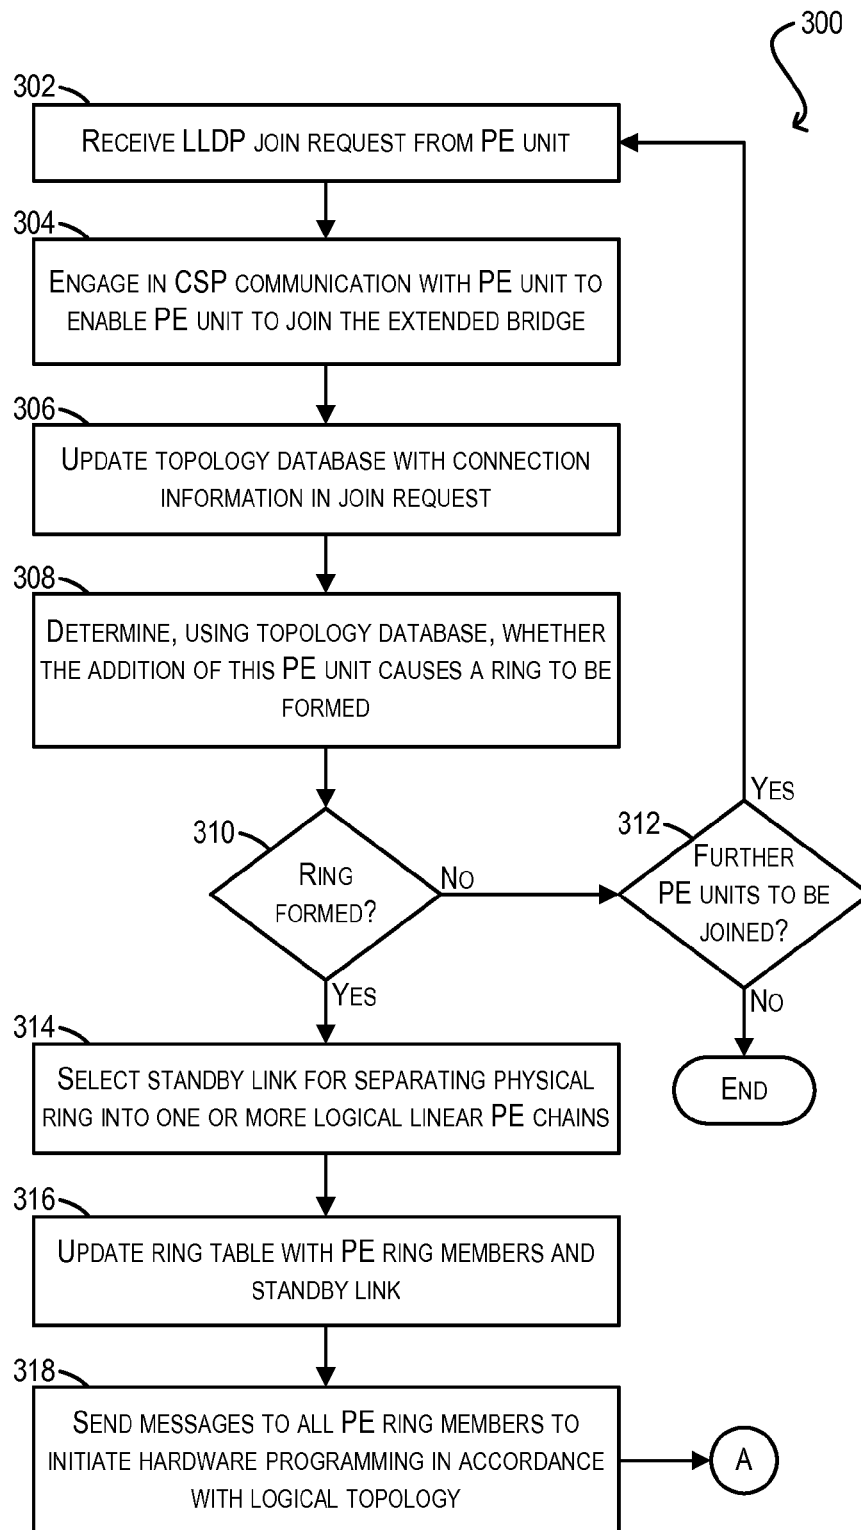 300
302
RECEIVE LLDP JOIN REQUEST FROM PE UNIT
304
ENGAGE IN CSP COMMUNICATION WITH PE UNIT TO
ENABLE PE UNIT TO JOIN THE EXTENDED BRIDGE
306
UPDATE TOPOLOGY DATABASE WITH CONNECTION
INFORMATION IN JOIN REQUEST
308
DETERMINE, USING TOPOLOGY DATABASE, WHETHER
THE ADDITION OF THIS PE UNIT CAUSES A RING TO BE
FORMED
310
RING
FORMED?
NO
YES
312
FURTHER
PE UNITS TO BE
JOINED?
YES
NO
END
314
SELECT STANDBY LINK FOR SEPARATING PHYSICAL
RING INTO ONE OR MORE LOGICAL LINEAR PE CHAINS
316
UPDATE RING TABLE WITH PE RING MEMBERS AND
STANDBY LINK
318
SEND MESSAGES TO ALL PE RING MEMBERS TO
INITIATE HARDWARE PROGRAMMING IN ACCORDANCE
WITH LOGICAL TOPOLOGY
A